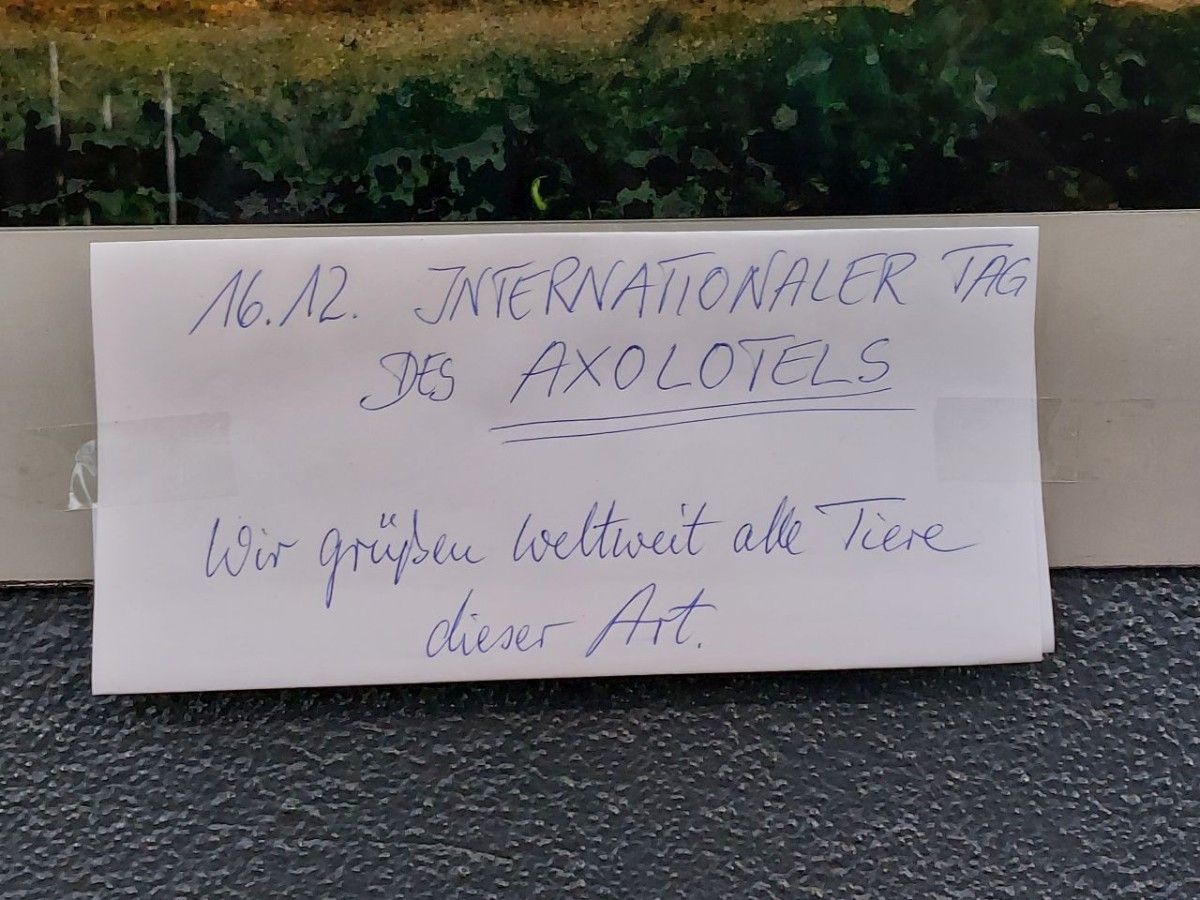 16.12. INTERNATIONALER TAG
DES AXOLOTELS
Wir grüßen weltweit alle Tiere
dieser Art.